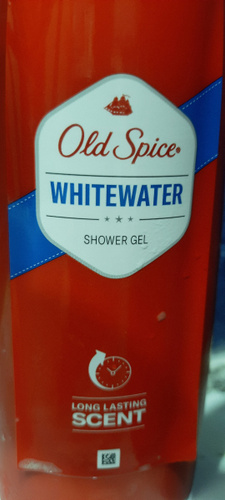 Old Spice
WHITEWATER
SHOWER GEL
LONG LASTING
SCENT